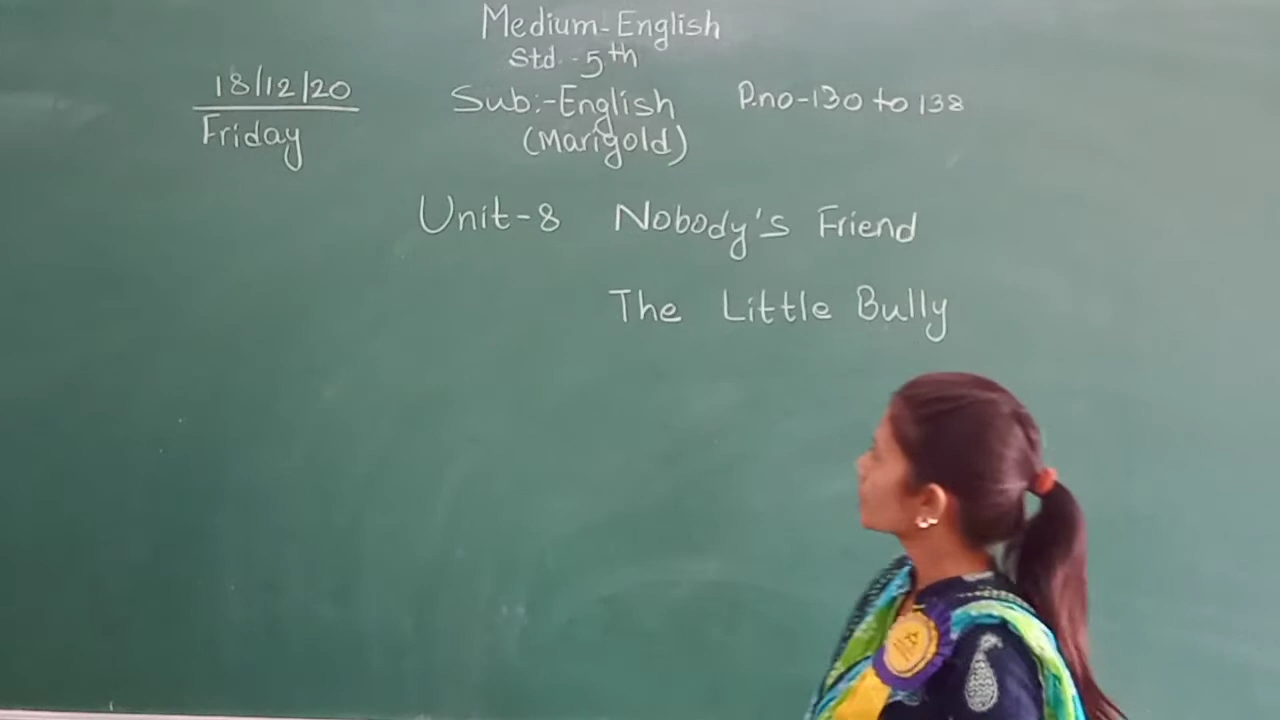 Medium-English
Std.-5th
18/12/20
Friday
Sub:-English
(Marigold)
P.no-130 to 138
Unit-8 Nobody's Friend
The Little Bully